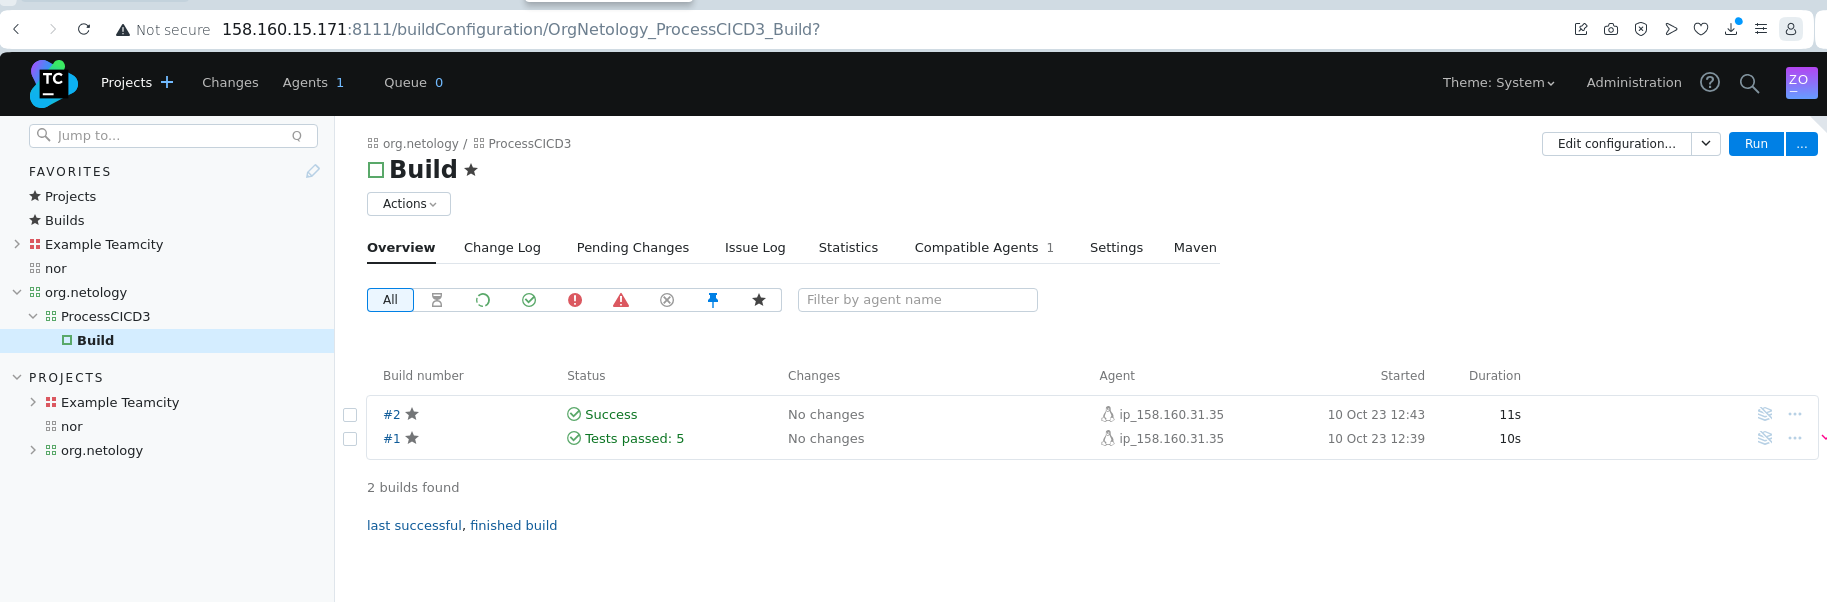 Not secure 158.160.15.171:8111/buildConfiguration/OrgNetology_ProcessCICD3_Build?
TC Projects Changes Agents 1 Queue 0 Theme: System Administration ZO
Jump to... Q
FAVORITES
Projects
Builds
Example Teamcity
nor
org.netology
ProcessCICD3
Build
PROJECTS
Example Teamcity
nor
org.netology
org.netology / ProcessCICD3
Edit configuration... Run ...
Build
Actions
Overview Change Log Pending Changes Issue Log Statistics Compatible Agents 1 Settings Maven
All Filter by agent name
Build number Status Changes Agent Started Duration
#2 Success No changes ip_158.160.31.35 10 Oct 23 12:43 11s
#1 Tests passed: 5 No changes ip_158.160.31.35 10 Oct 23 12:39 10s
2 builds found
last successful, finished build